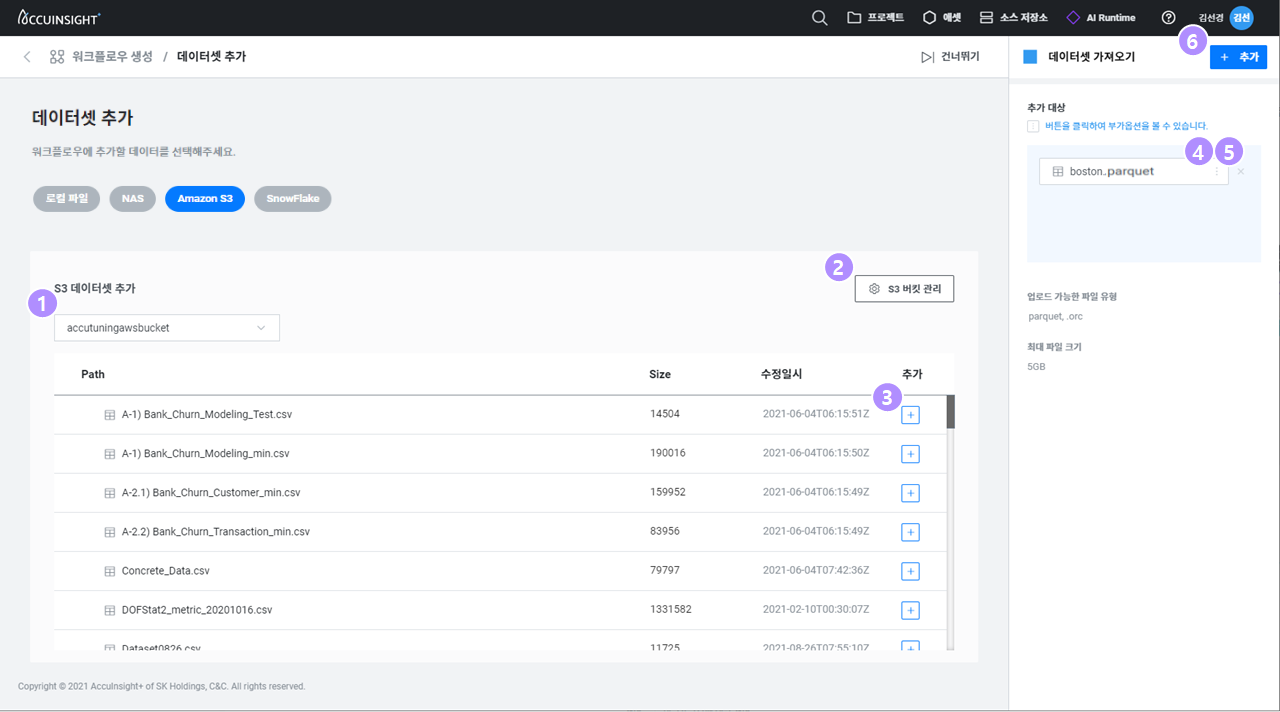 ACCUINSIGHT+
프로젝트
애셋
소스 저장소
AI Runtime
김선경
김선
워크플로우 생성 / 데이터셋 추가
건너뛰기
6
데이터셋 가져오기
+ 추가
데이터셋 추가
워크플로우에 추가할 데이터를 선택해주세요.
로컬 파일
NAS
Amazon S3
SnowFlake
추가 대상
버튼을 클릭하여 부가옵션을 볼 수 있습니다.
4
5
boston.parquet
업로드 가능한 파일 유형
parquet, .orc
최대 파일 크기
5GB
1
S3 데이터셋 추가
2
S3 버킷 관리
accutuningawsbucket
Path Size 수정일시 추가
3
A-1) Bank_Churn_Modeling_Test.csv 14504 2021-06-04T06:15:51Z +
A-1) Bank_Churn_Modeling_min.csv 190016 2021-06-04T06:15:50Z +
A-2.1) Bank_Churn_Customer_min.csv 159952 2021-06-04T06:15:49Z +
A-2.2) Bank_Churn_Transaction_min.csv 83956 2021-06-04T06:15:49Z +
Concrete_Data.csv 79797 2021-06-04T07:42:36Z +
DOFStat2_metric_20201016.csv 1331582 2021-02-10T00:30:07Z +
Dataset0826.csv 11725 2021-08-26T07:55:10Z +
Copyright © 2021 AccuInsight+ of SK Holdings, C&C. All rights reserved.